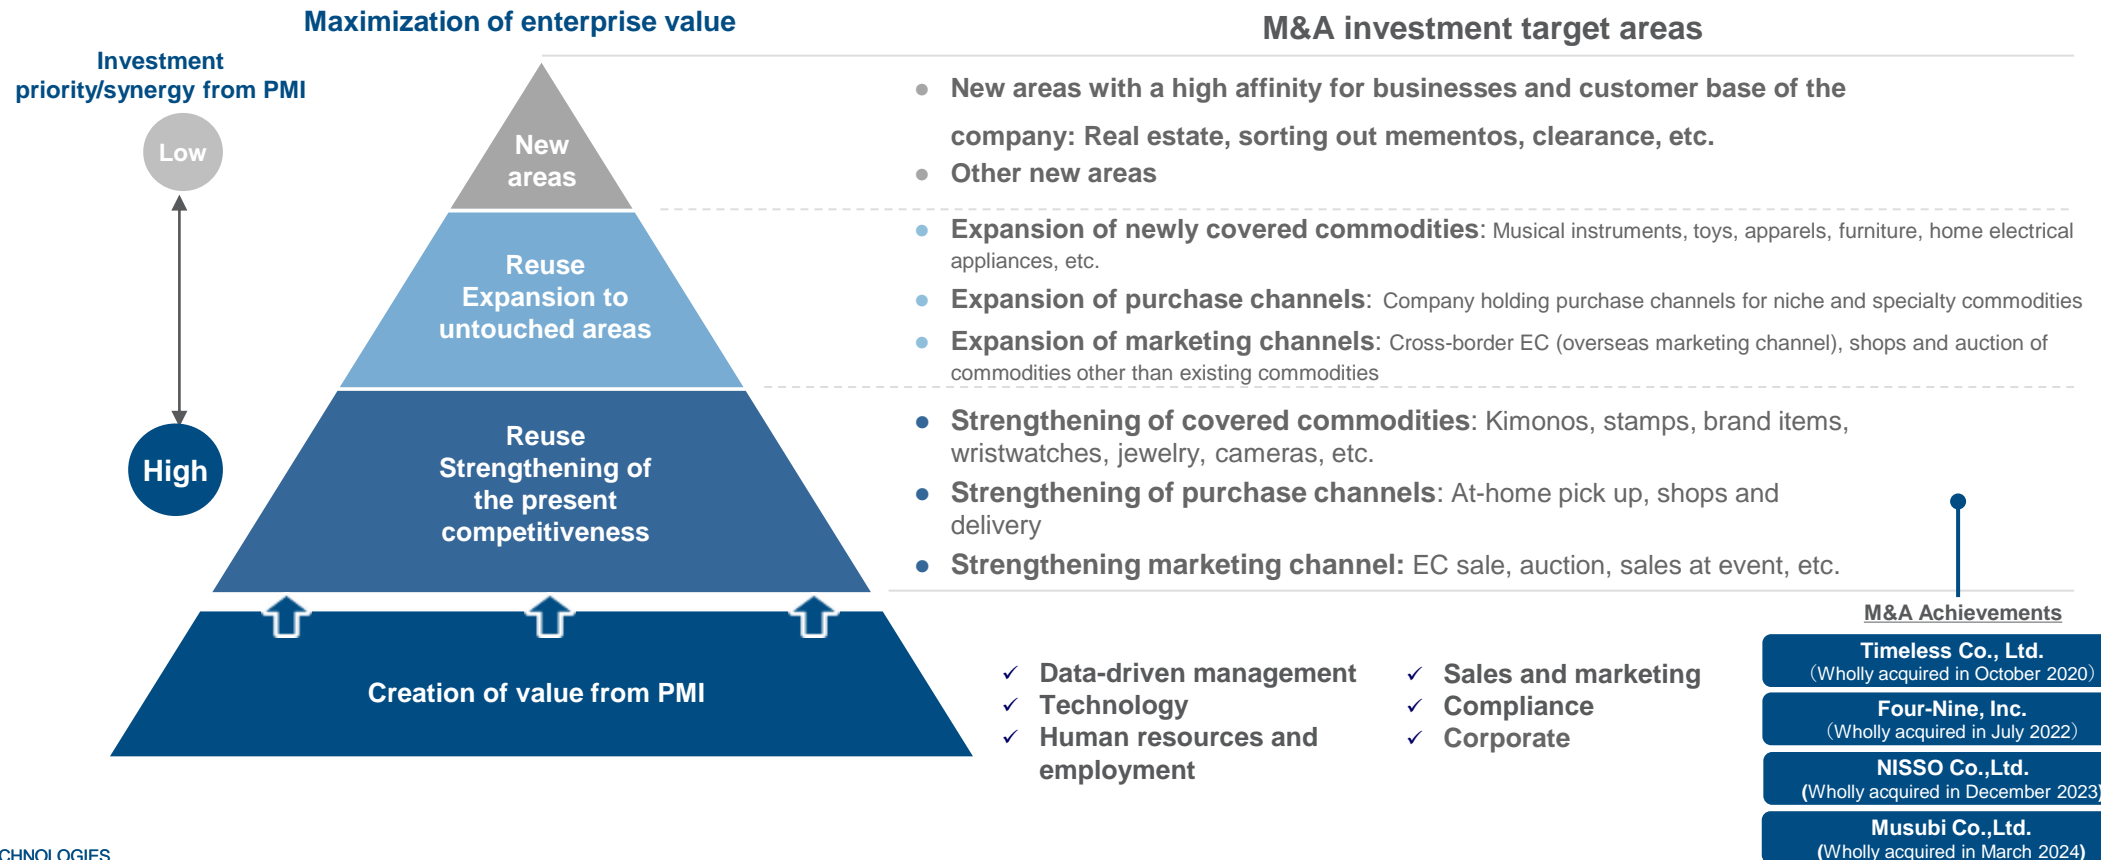 Maximization of enterprise value
M&A investment target areas
Investment
priority/synergy from PMI
Low
High
New
areas
Reuse
Expansion to
untouched areas
Reuse
Strengthening of
the present
competitiveness
Creation of value from PMI
● New areas with a high affinity for businesses and customer base of the
company: Real estate, sorting out mementos, clearance, etc.
● Other new areas
● Expansion of newly covered commodities: Musical instruments, toys, apparels, furniture, home electrical
appliances, etc.
● Expansion of purchase channels: Company holding purchase channels for niche and specialty commodities
● Expansion of marketing channels: Cross-border EC (overseas marketing channel), shops and auction of
commodities other than existing commodities
● Strengthening of covered commodities: Kimonos, stamps, brand items,
wristwatches, jewelry, cameras, etc.
● Strengthening of purchase channels: At-home pick up, shops and
delivery
● Strengthening marketing channel: EC sale, auction, sales at event, etc.
✓ Data-driven management
✓ Technology
✓ Human resources and
employment
✓ Sales and marketing
✓ Compliance
✓ Corporate
M&A Achievements
Timeless Co., Ltd.
（Wholly acquired in October 2020）
Four-Nine, Inc.
（Wholly acquired in July 2022）
NISSO Co.,Ltd.
(Wholly acquired in December 2023)
Musubi Co.,Ltd.
(Wholly acquired in March 2024)